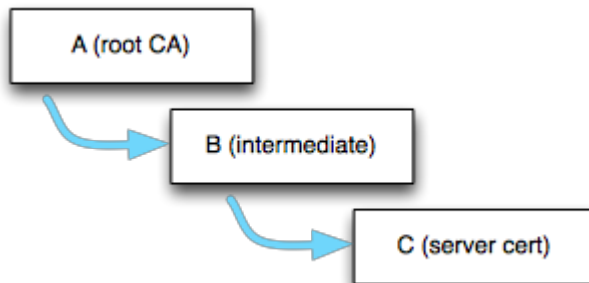 A (root CA)
B (intermediate)
C (server cert)